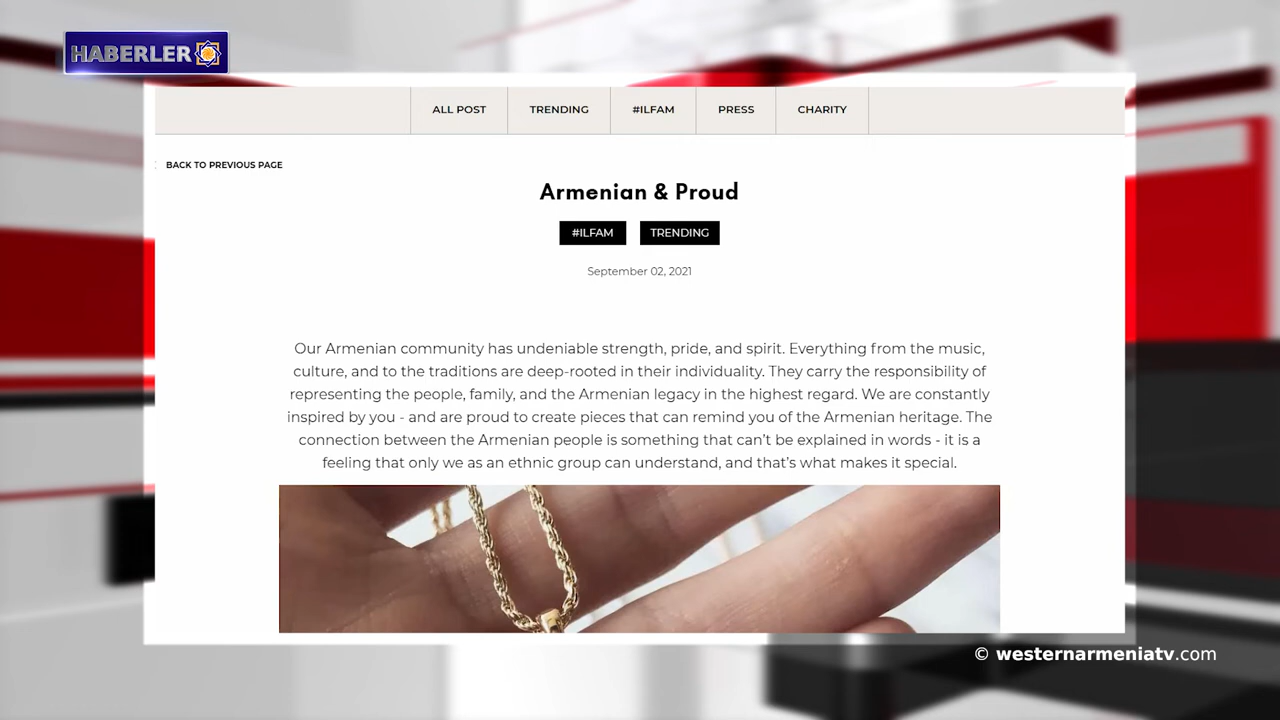 HABERLER
ALL POST
TRENDING
#ILFAM
PRESS
CHARITY
BACK TO PREVIOUS PAGE
Armenian & Proud
#ILFAM
TRENDING
September 02, 2021
Our Armenian community has undeniable strength, pride, and spirit. Everything from the music,
culture, and to the traditions are deep-rooted in their individuality. They carry the responsibility of
representing the people, family, and the Armenian legacy in the highest regard. We are constantly
inspired by you - and are proud to create pieces that can remind you of the Armenian heritage. The
connection between the Armenian people is something that can’t be explained in words - it is a
feeling that only we as an ethnic group can understand, and that’s what makes it special.
© westernarmeniatv.com